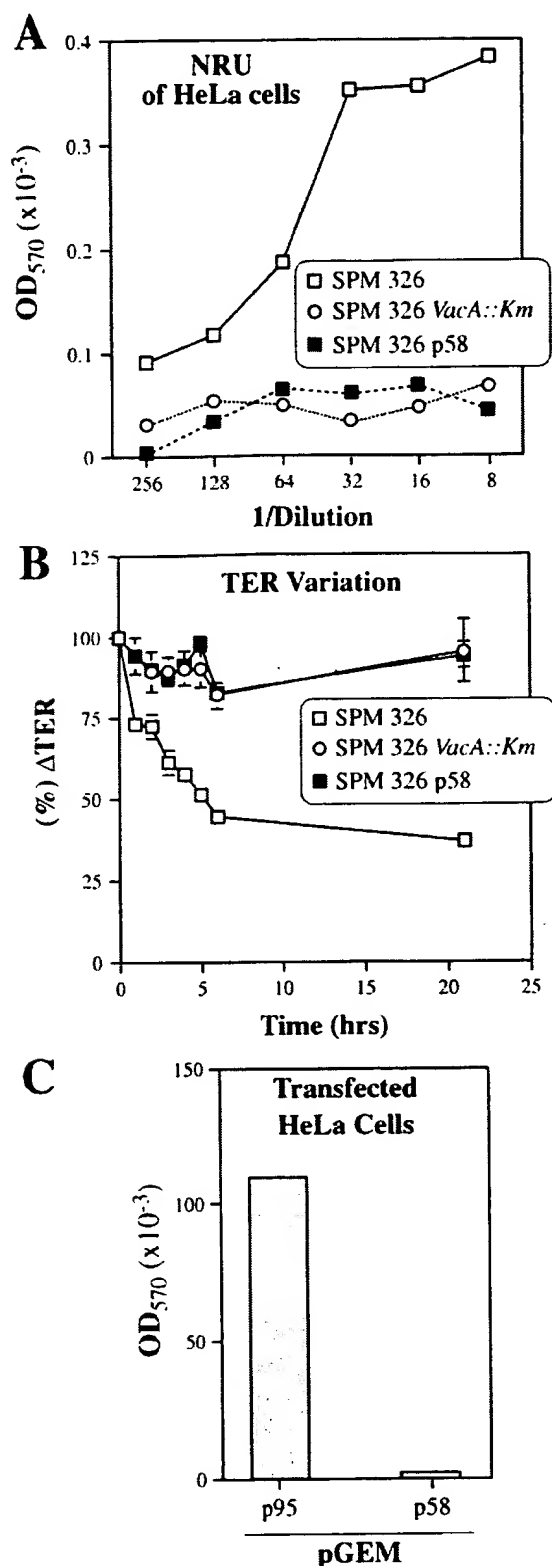 A
NRU
of HeLa cells
OD570 (x10-3)
0.4
0.3
0.2
0.1
0
SPM 326
SPM 326 VacA::Km
SPM 326 p58
256 128 64 32 16 8
1/Dilution
B
TER Variation
(%) ΔTER
125
100
75
50
25
0
SPM 326
SPM 326 VacA::Km
SPM 326 p58
0 5 10 15 20 25
Time (hrs)
C
Transfected
HeLa Cells
OD570 (x10-3)
150
100
50
0
p95 p58
pGEM